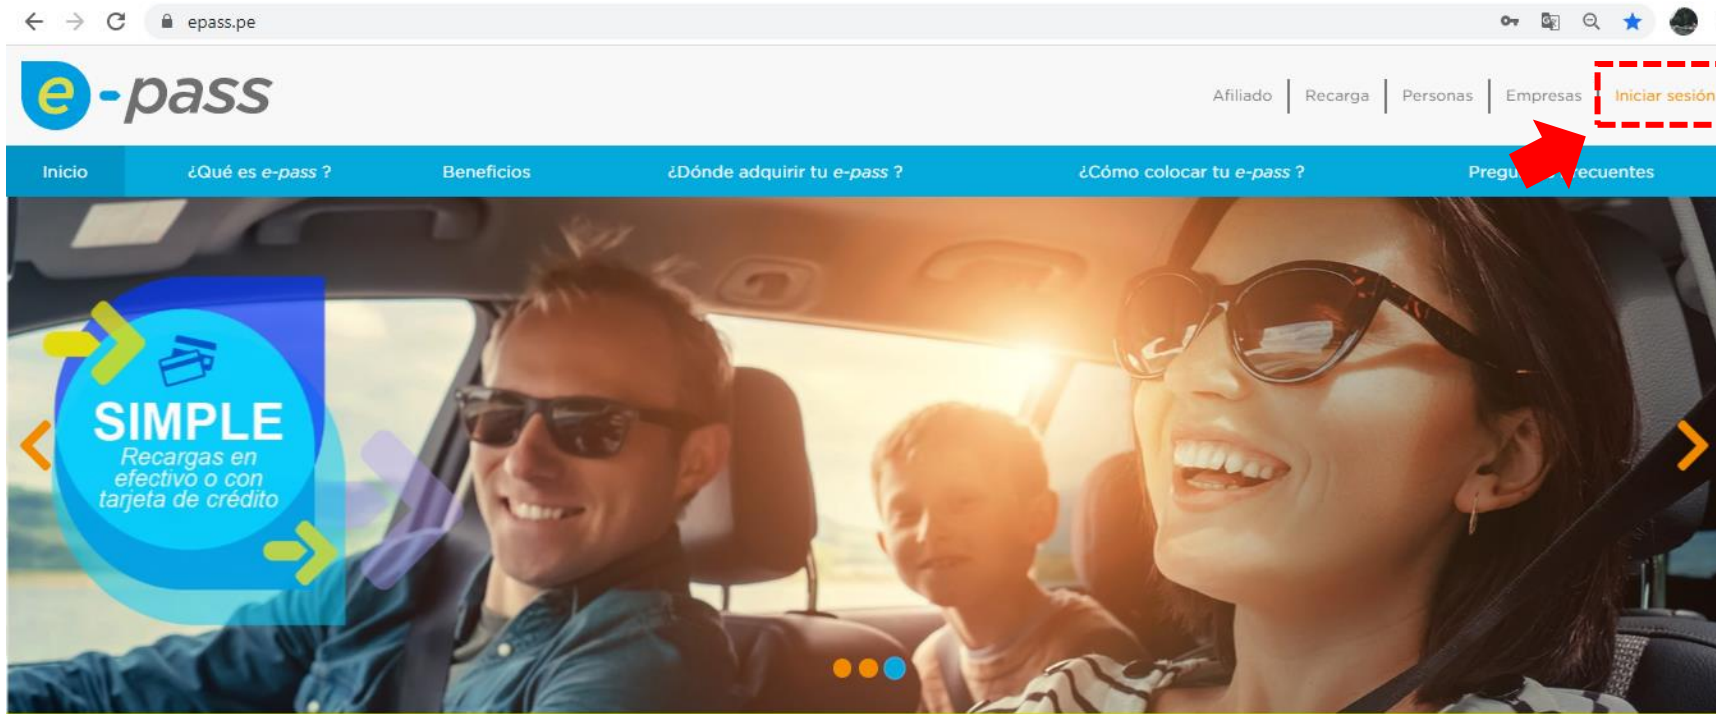 epass.pe
e-pass
Afiliado Recarga Personas Empresas Iniciar sesión
Inicio ¿Qué es e-pass ? Beneficios ¿Dónde adquirir tu e-pass ? ¿Cómo colocar tu e-pass ?
SIMPLE
Recargas en
efectivo o con
tarjeta de crédito